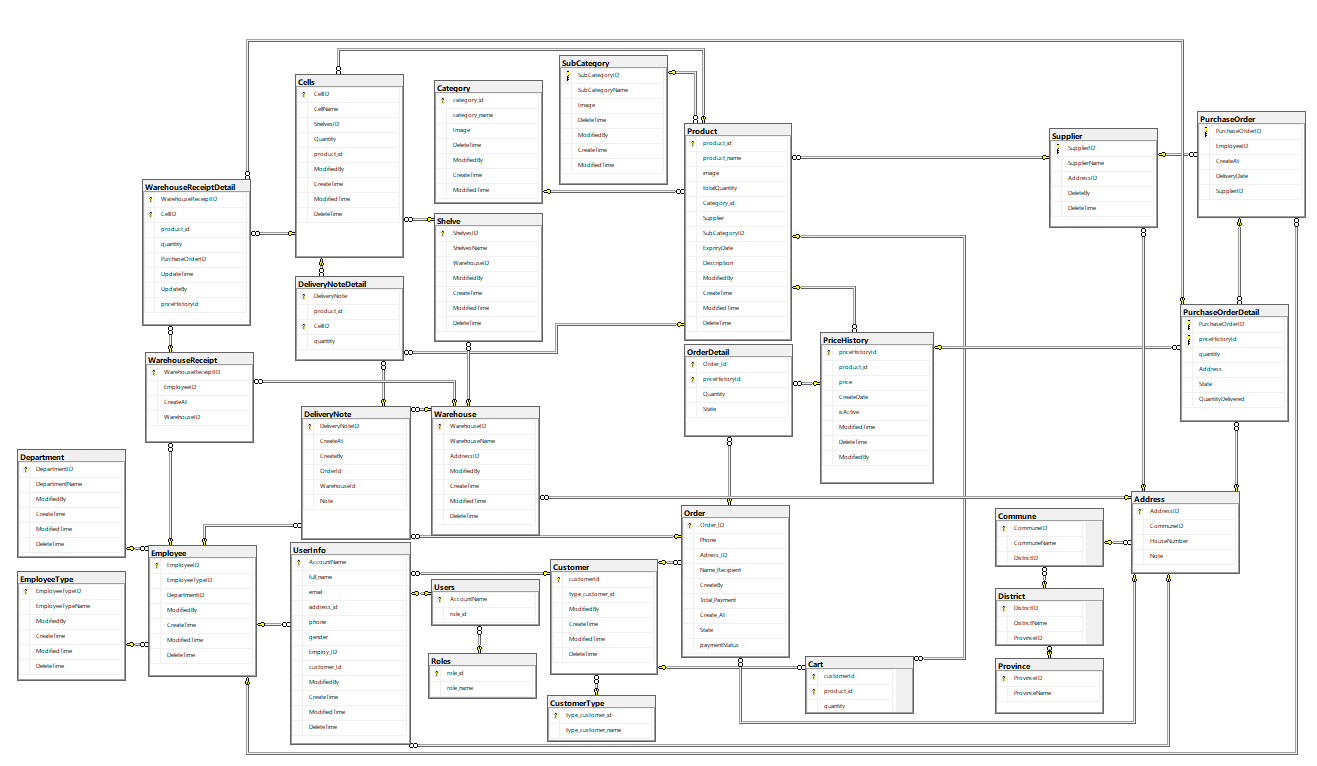 SubCategory
SubCategoryID
SubCategoryName
Image
DeleteTime
ModifiedBy
CreateTime
ModifiedTime
Cells
CellID
CellName
ShelvesID
Quantity
product_id
ModifiedBy
CreateTime
ModifiedTime
DeleteTime
Category
category_id
category_name
Image
DeleteTime
ModifiedBy
CreateTime
ModifiedTime
Product
product_id
product_name
image
totalQuantity
Category_id
Supplier
SubCategoryID
ExpriryDate
Description
ModifiedBy
CreateTime
ModifiedTime
DeleteTime
Supplier
SupplierID
SupplierName
AddressID
DeleteBy
DeleteTime
PurchaseOrder
PurchaseOrderID
EmployeeID
CreateAt
DeliveryDate
SupplierID
WarehouseReceiptDetail
WarehouseReceiptID
CellID
product_id
quantity
PurchaseOrderID
UpdateTime
UpdateBy
priceHistoryId
Shelve
ShelvesID
ShelvesName
WarehouseID
ModifiedBy
CreateTime
ModifiedTime
DeleteTime
DeliveryNoteDetail
DeliveryNote
product_id
CellID
quantity
PurchaseOrderDetail
PurchaseOrderID
priceHistoryId
quantity
Address
State
QuantityDelivered
PriceHistory
priceHistoryId
product_id
price
CreateDate
isActive
ModifiedTime
DeleteTime
ModifiedBy
OrderDetail
Order_Id
priceHistoryId
Quantity
State
WarehouseReceipt
WarehouseReceiptID
EmployeeID
CreateAt
WarehouseID
DeliveryNote
DeliveryNoteID
CreateAt
CreateBy
OrderId
WarehouseId
Note
Warehouse
WarehouseID
WarehouseName
AddressID
ModifiedBy
CreateTime
ModifiedTime
DeleteTime
Department
DepartmentID
DepartmentName
ModifiedBy
CreateTime
ModifiedTime
DeleteTime
Address
AddressID
CommuneID
HouseNumber
Note
Order
Order_ID
Phone
Adress_ID
Name_Recipient
CreateBy
Total_Payment
Create_At
State
paymentStatus
Commune
CommuneID
CommuneName
DistrictID
Employee
EmployeeID
EmployeeTypeID
DepartmentID
ModifiedBy
CreateTime
ModifiedTime
DeleteTime
UserInfo
AccountName
full_name
email
address_id
phone
gender
Employ_ID
customer_Id
ModifiedBy
CreateTime
ModifiedTime
DeleteTime
Customer
customerId
type_customer_id
ModifiedBy
CreateTime
ModifiedTime
DeleteTime
EmployeeType
EmployeeTypeID
EmployeeTypeName
ModifiedBy
CreateTime
ModifiedTime
DeleteTime
Users
AccountName
role_id
District
DistrictID
DistrictName
ProvinceID
Roles
role_id
role_name
Cart
customerId
product_id
quantity
Province
ProvinceID
ProvinceName
CustomerType
type_customer_id
type_customer_name